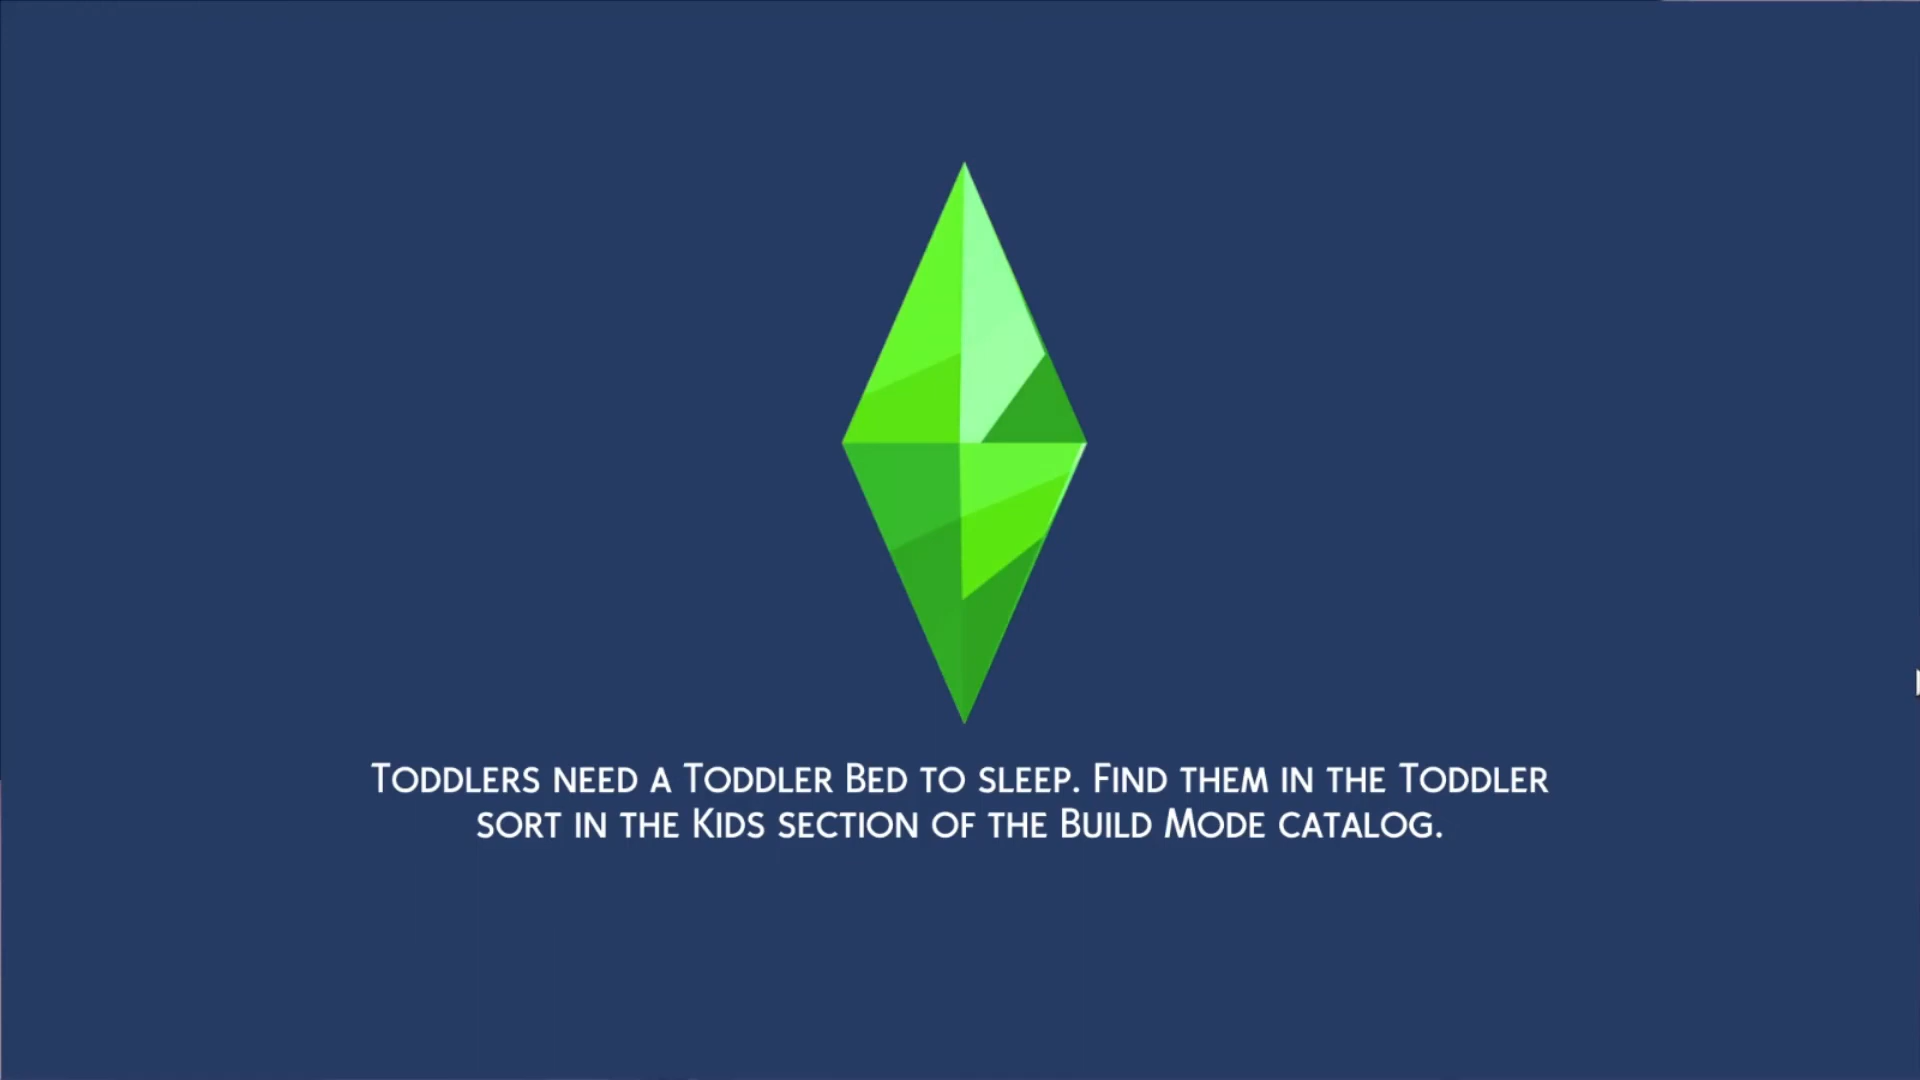 Toddlers need a Toddler Bed to sleep. Find them in the Toddler
sort in the Kids section of the Build Mode catalog.